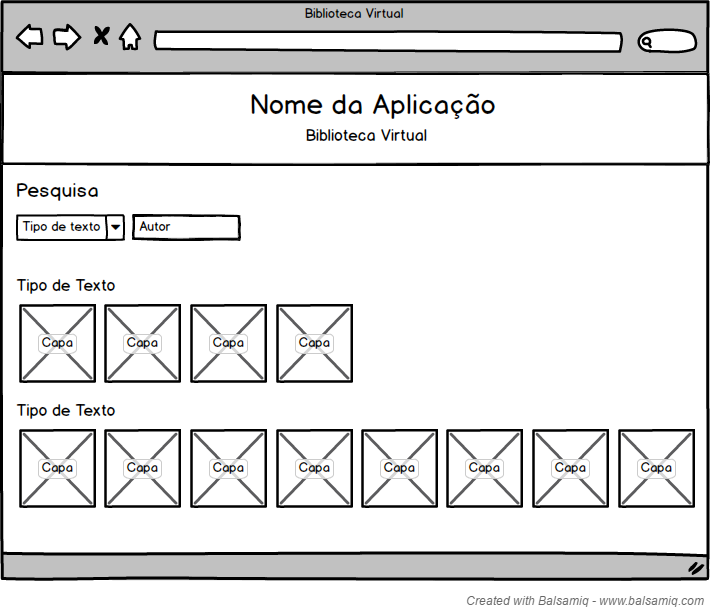 Biblioteca Virtual
Nome da Aplicação
Biblioteca Virtual
Pesquisa
Tipo de texto Autor
Tipo de Texto
Capa Capa Capa Capa
Tipo de Texto
Capa Capa Capa Capa Capa Capa Capa Capa
Created with Balsamiq - www.balsamiq.com